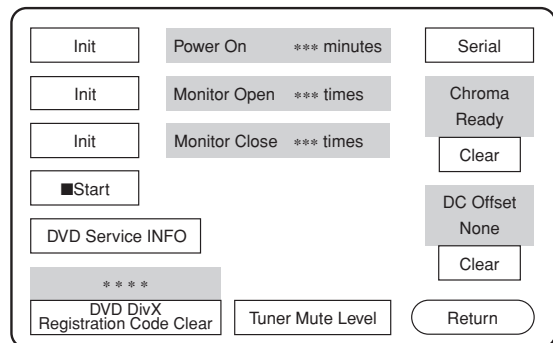 Init Power On *** minutes Serial
Init Monitor Open *** times Chroma
Ready
Init Monitor Close *** times
Clear
■Start
DC Offset
None
DVD Service INFO
Clear
* * * *
DVD DivX
Registration Code Clear
Tuner Mute Level
Return